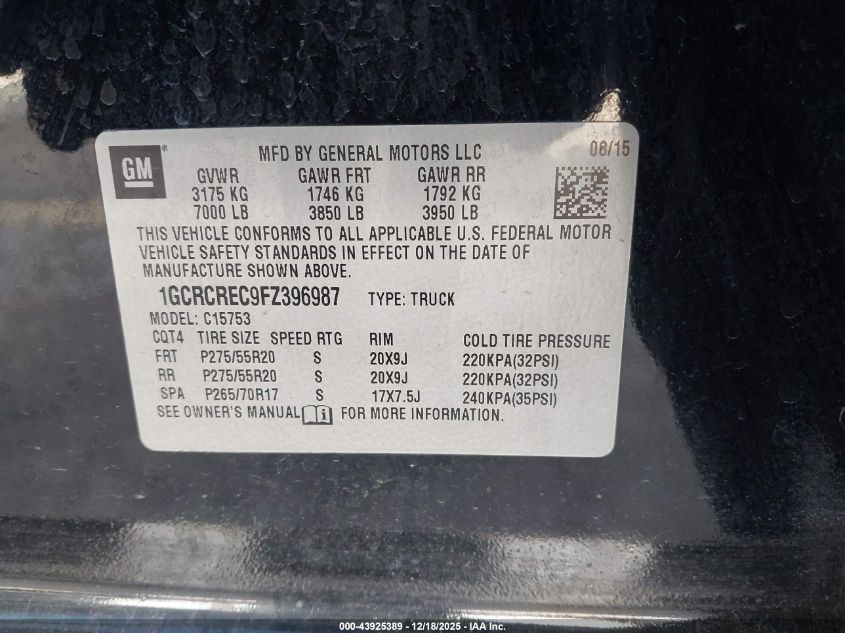 GM
MFD BY GENERAL MOTORS LLC 06/15
GVWR GAWR FRT GAWR RR
3175 KG 1746 KG 1792 KG
7000 LB 3850 LB 3950 LB
THIS VEHICLE CONFORMS TO ALL APPLICABLE U.S. FEDERAL MOTOR
VEHICLE SAFETY STANDARDS IN EFFECT ON THE DATE OF
MANUFACTURE SHOWN ABOVE.
1GCRCREC9FZ396987 TYPE: TRUCK
MODEL: C15753
CQT4 TIRE SIZE SPEED RTG RIM COLD TIRE PRESSURE
FRT P275/55R20 S 20X9J 220KPA(32PSI)
RR P275/55R20 S 20X9J 220KPA(32PSI)
SPA P265/70R17 S 17X7.5J 240KPA(35PSI)
SEE OWNER'S MANUAL FOR MORE INFORMATION.
000-43925389 - 12/18/2025 - IAA Inc.